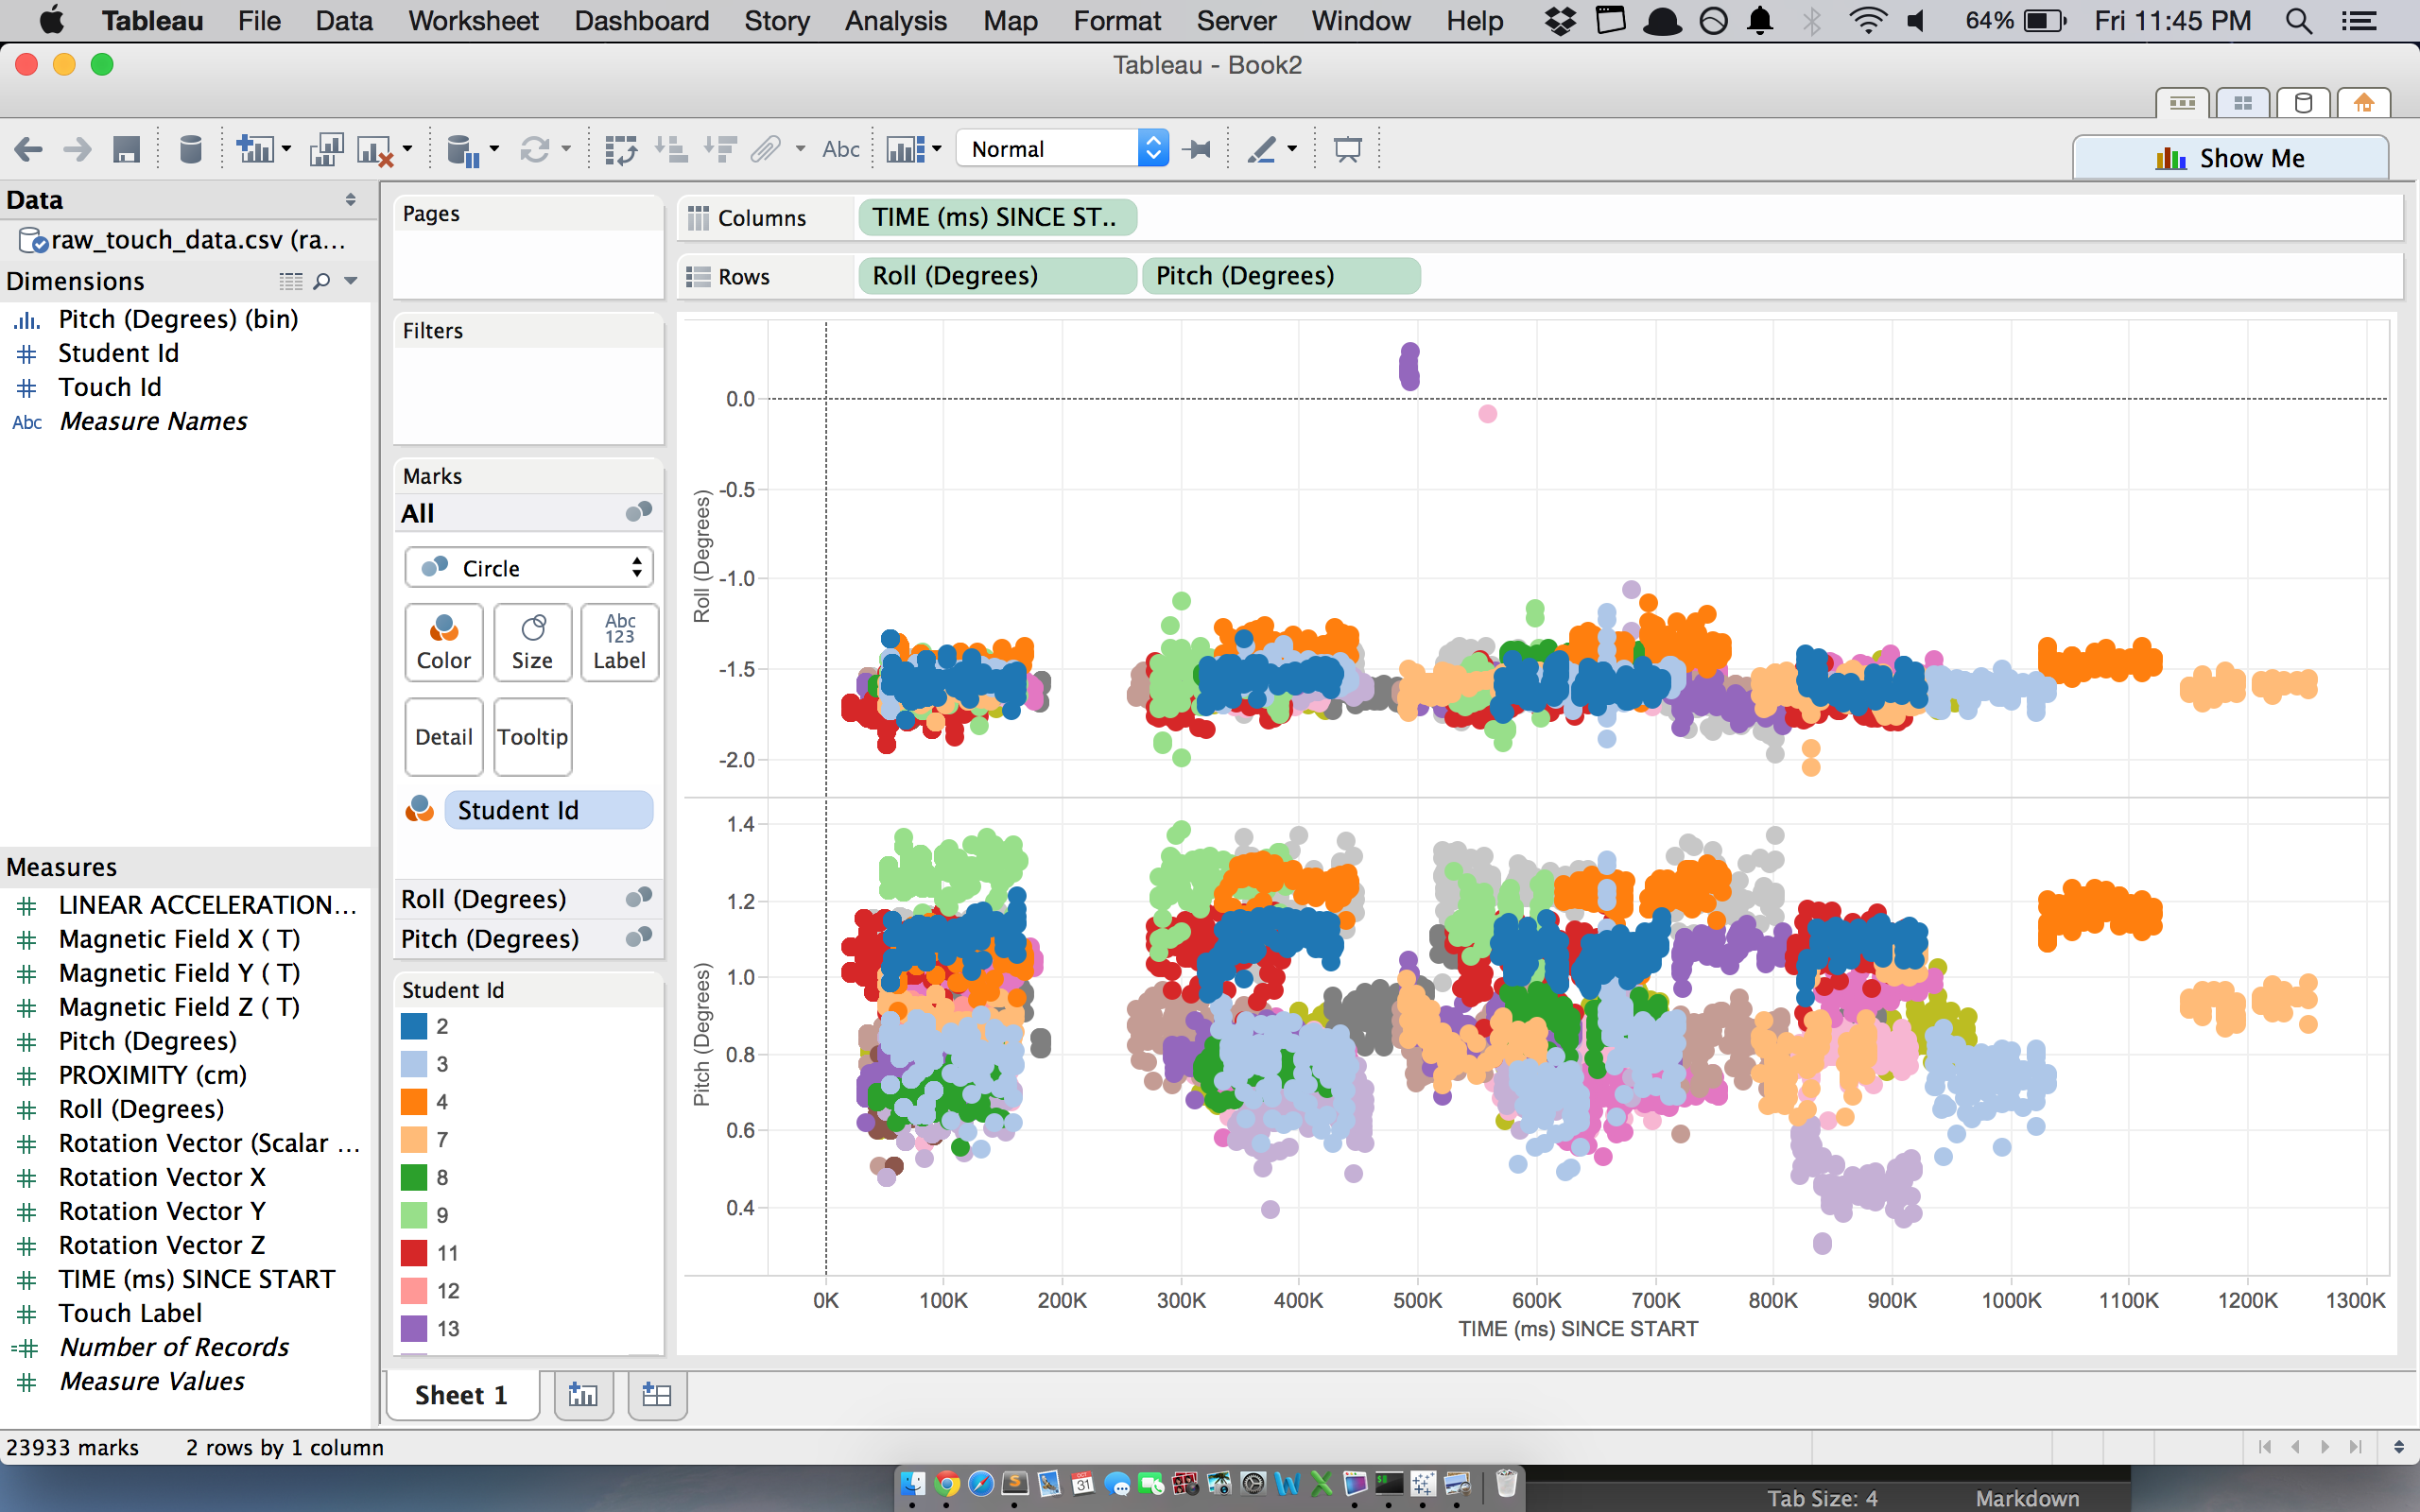 Tableau File Data Worksheet Dashboard Story Analysis Map Format Server Window Help 64% Fri 11:45 PM
Tableau - Book2
Abc Normal Show Me
Data
raw_touch_data.csv (ra...
Dimensions
Pitch (Degrees) (bin)
Student Id
Touch Id
Abc Measure Names
Measures
LINEAR ACCELERATION...
Magnetic Field X ( T)
Magnetic Field Y ( T)
Magnetic Field Z ( T)
Pitch (Degrees)
PROXIMITY (cm)
Roll (Degrees)
Rotation Vector (Scalar ...
Rotation Vector X
Rotation Vector Y
Rotation Vector Z
TIME (ms) SINCE START
Touch Label
Number of Records
Measure Values
Pages
Filters
Marks
All
Circle
Color Size Abc 123 Label
Detail Tooltip
Student Id
Roll (Degrees)
Pitch (Degrees)
Student Id
2
3
4
7
8
9
11
12
13
Columns TIME (ms) SINCE ST..
Rows Roll (Degrees) Pitch (Degrees)
Roll (Degrees)
0.0
-0.5
-1.0
-1.5
-2.0
Pitch (Degrees)
1.4
1.2
1.0
0.8
0.6
0.4
0K 100K 200K 300K 400K 500K 600K 700K 800K 900K 1000K 1100K 1200K 1300K
TIME (ms) SINCE START
Sheet 1
23933 marks 2 rows by 1 column
31
Tab Size: 4 Markdown